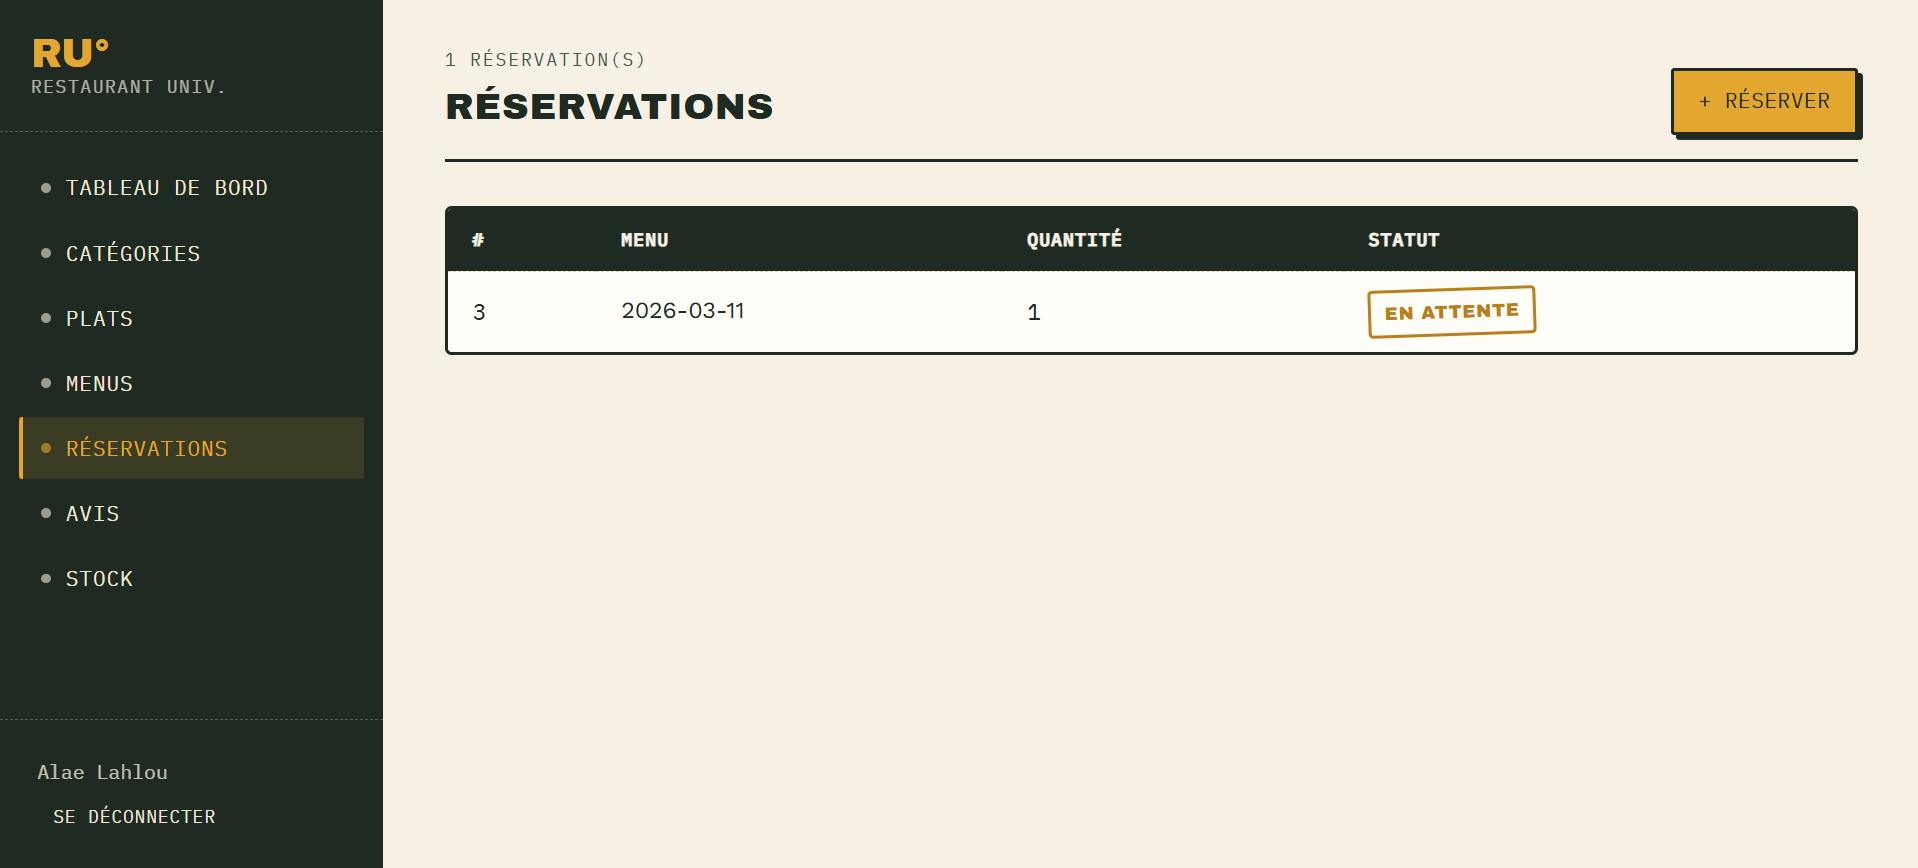 RU°
RESTAURANT UNIV.
TABLEAU DE BORD
CATÉGORIES
PLATS
MENUS
RÉSERVATIONS
AVIS
STOCK
Alae Lahlou
SE DÉCONNECTER
1 RÉSERVATION(S)
RÉSERVATIONS
+ RÉSERVER
# MENU QUANTITÉ STATUT
3 2026-03-11 1 EN ATTENTE